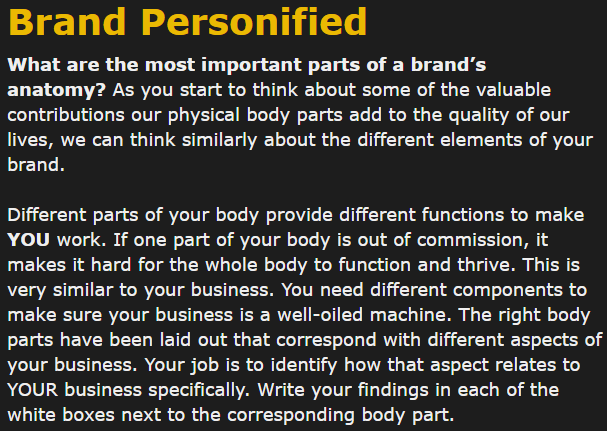 Brand Personified
What are the most important parts of a brand’s
anatomy? As you start to think about some of the valuable
contributions our physical body parts add to the quality of our
lives, we can think similarly about the different elements of your
brand.
Different parts of your body provide different functions to make
YOU work. If one part of your body is out of commission, it
makes it hard for the whole body to function and thrive. This is
very similar to your business. You need different components to
make sure your business is a well-oiled machine. The right body
parts have been laid out that correspond with different aspects of
your business. Your job is to identify how that aspect relates to
YOUR business specifically. Write your findings in each of the
white boxes next to the corresponding body part.